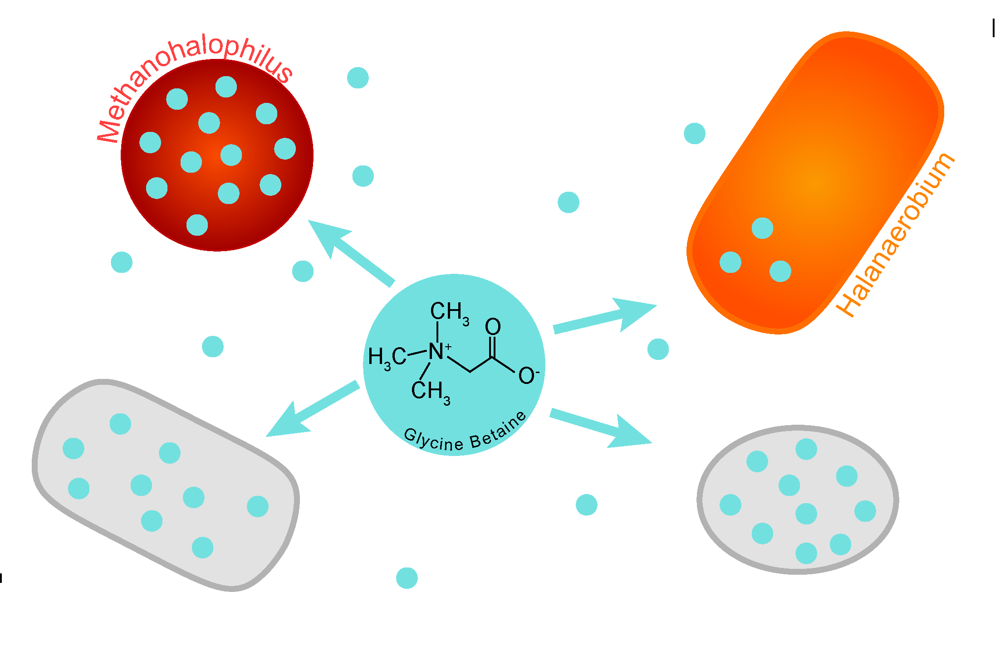 Methanohalophilus
Halanaerobium
CH₃
O
H₃C
N⁺
O⁻
CH₃
Glycine Betaine